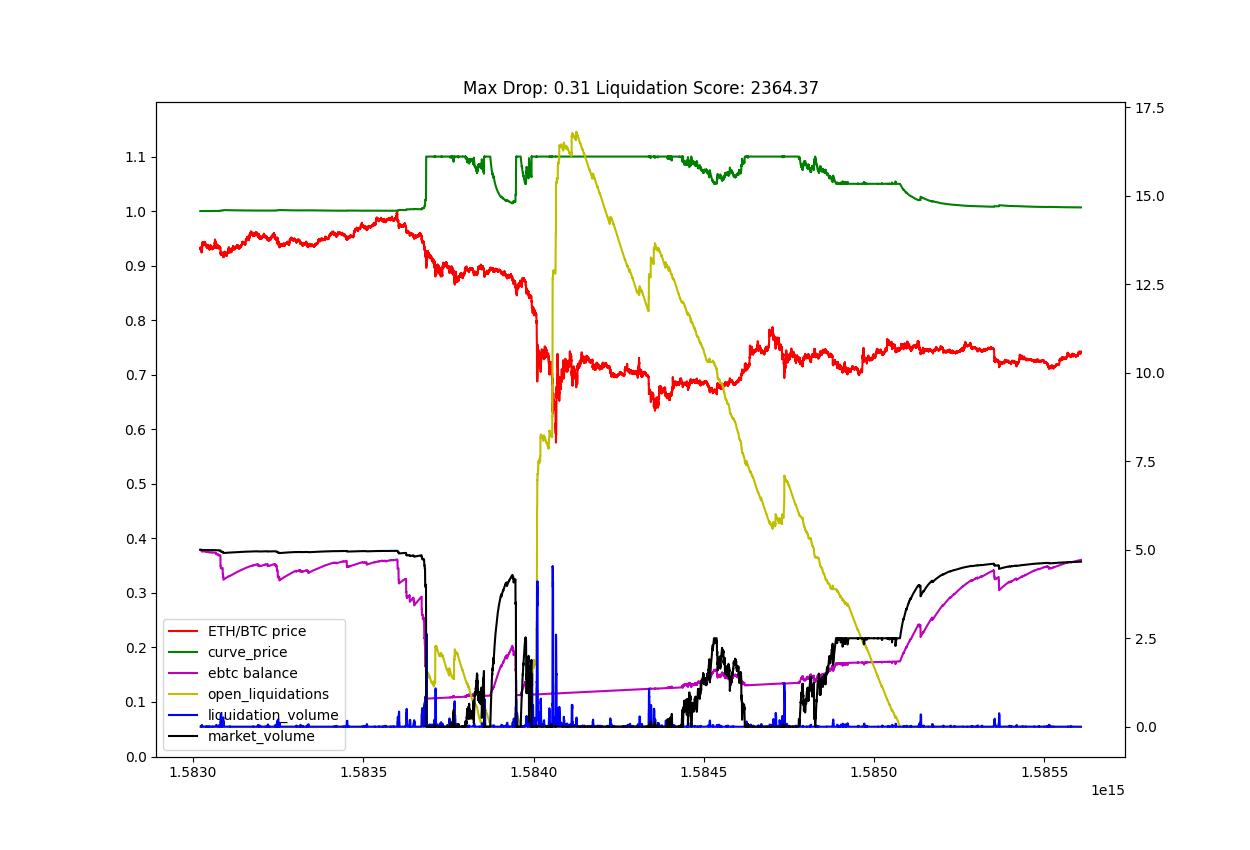 Max Drop: 0.31 Liquidation Score: 2364.37
17.5
1.1
15.0
1.0
0.9
12.5
0.8
0.7
10.0
0.6
0.5
7.5
0.4
5.0
0.3
0.2
2.5
0.1
0.0
0.0
ETH/BTC price
curve_price
ebtc balance
open_liquidations
liquidation_volume
market_volume
1.5830 1.5835 1.5840 1.5845 1.5850 1.5855
1e15